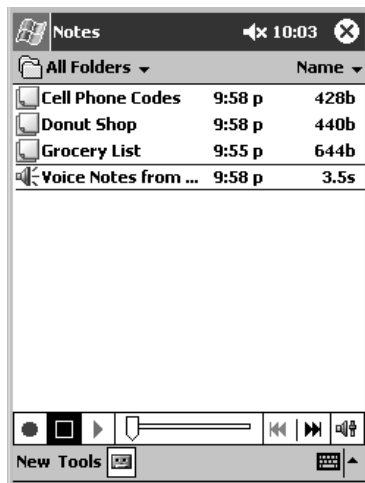 Notes 10:03
All Folders Name
Cell Phone Codes 9:58 p 428b
Donut Shop 9:58 p 440b
Grocery List 9:55 p 644b
Voice Notes from ... 9:58 p 3.5s
New Tools